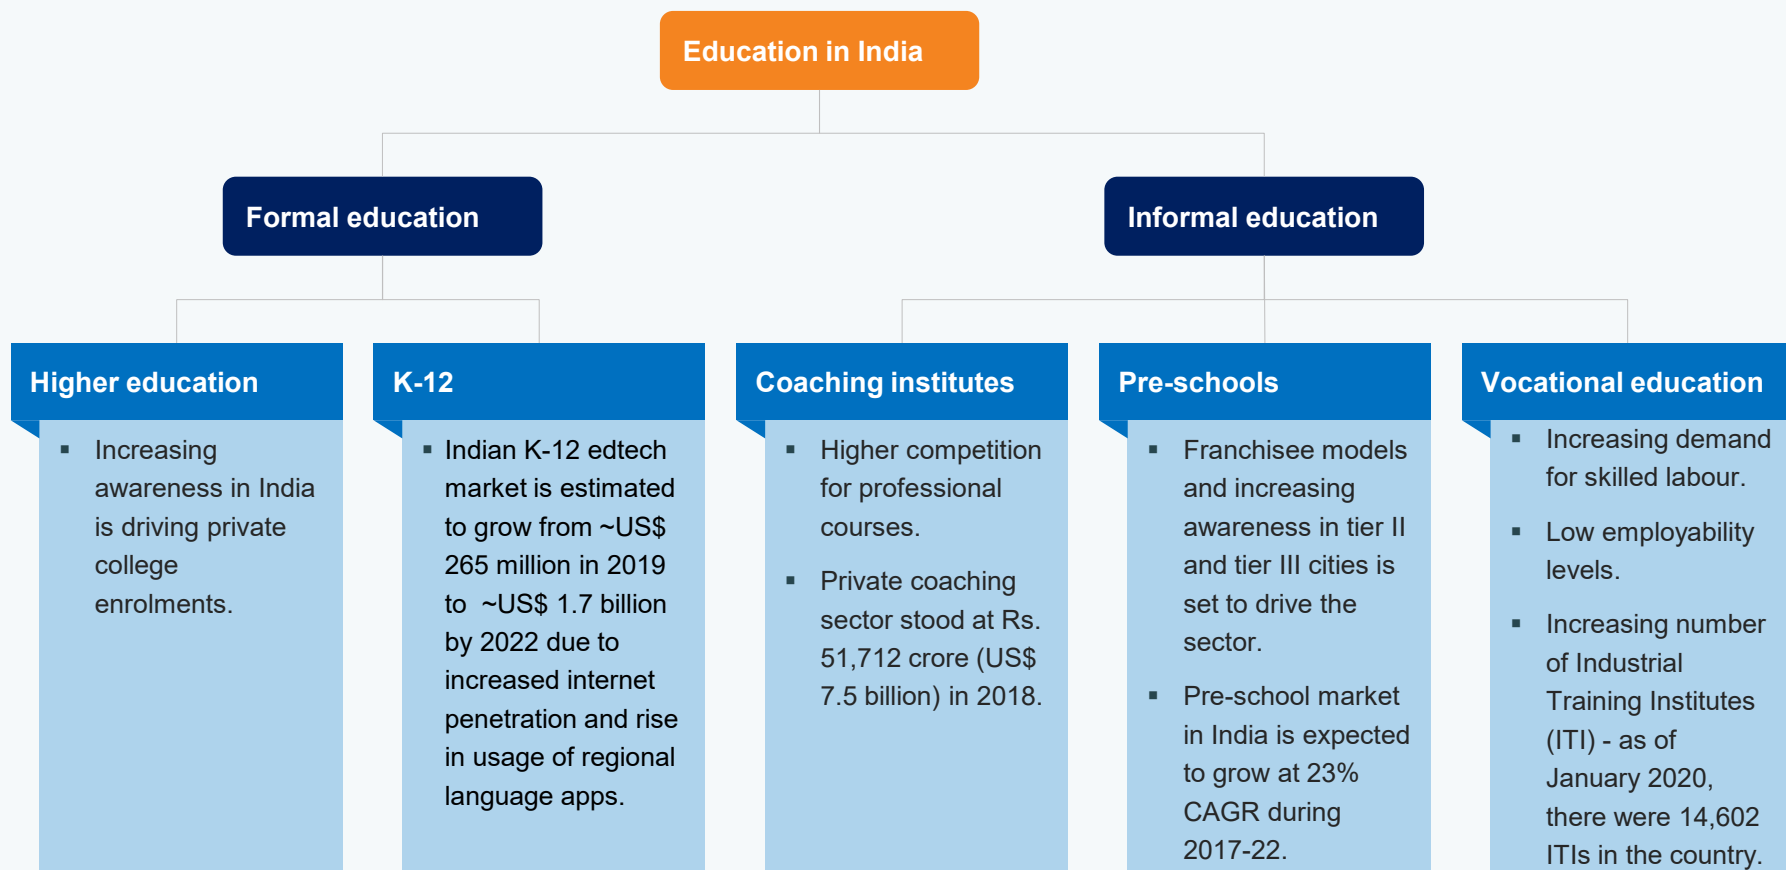 Education in India
Formal education
Informal education
Higher education
▪ Increasing
awareness in India
is driving private
college
enrolments.
K-12
▪ Indian K-12 edtech
market is estimated
to grow from ~US$
265 million in 2019
to ~US$ 1.7 billion
by 2022 due to
increased internet
penetration and rise
in usage of regional
language apps.
Coaching institutes
▪ Higher competition
for professional
courses.
▪ Private coaching
sector stood at Rs.
51,712 crore (US$
7.5 billion) in 2018.
Pre-schools
▪ Franchisee models
and increasing
awareness in tier II
and tier III cities is
set to drive the
sector.
▪ Pre-school market
in India is expected
to grow at 23%
CAGR during
2017-22.
Vocational education
▪ Increasing demand
for skilled labour.
▪ Low employability
levels.
▪ Increasing number
of Industrial
Training Institutes
(ITI) - as of
January 2020,
there were 14,602
ITIs in the country.